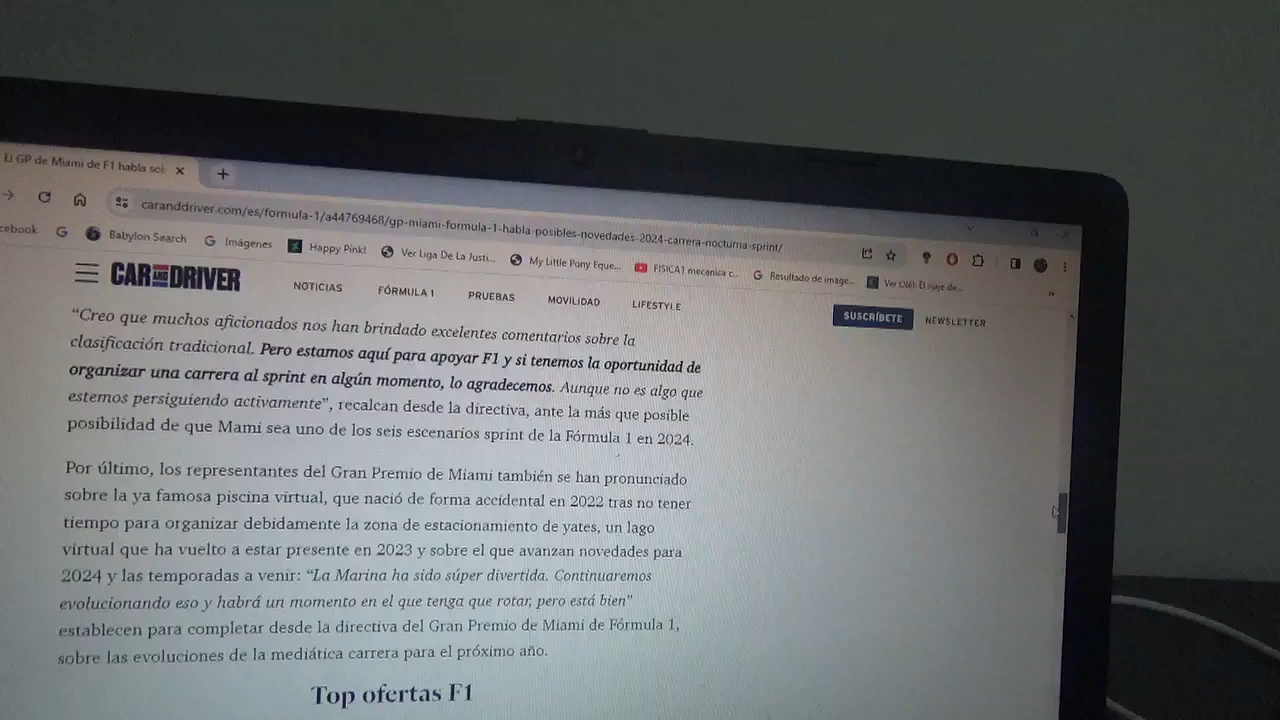 El GP de Miami de F1 habla sol
caranddriver.com/es/formula-1/a44769468/gp-miami-formula-1-habla-posibles-novedades-2024-carrera-nocturna-sprint/
cebook
Babylon Search
Imágenes
Happy Pink!
Ver Liga De La Justi...
My Little Pony Eque...
FISICA1 mecanica c...
Resultado de image...
»
CAR AND DRIVER
NOTICIAS
FÓRMULA 1
PRUEBAS
MOVILIDAD
LIFESTYLE
SUSCRÍBETE
NEWSLETTER
“Creo que muchos aficionados nos han brindado excelentes comentarios sobre la
clasificación tradicional. Pero estamos aquí para apoyar F1 y si tenemos la oportunidad de
organizar una carrera al sprint en algún momento, lo agradecemos. Aunque no es algo que
estemos persiguiendo activamente”, recalcan desde la directiva, ante la más que posible
posibilidad de que Mami sea uno de los seis escenarios sprint de la Fórmula 1 en 2024.
Por último, los representantes del Gran Premio de Miami también se han pronunciado
sobre la ya famosa piscina virtual, que nació de forma accidental en 2022 tras no tener
tiempo para organizar debidamente la zona de estacionamiento de yates, un lago
virtual que ha vuelto a estar presente en 2023 y sobre el que avanzan novedades para
2024 y las temporadas a venir: “La Marina ha sido súper divertida. Continuaremos
evolucionando eso y habrá un momento en el que tenga que rotar, pero está bien”
establecen para completar desde la directiva del Gran Premio de Miami de Fórmula 1,
sobre las evoluciones de la mediática carrera para el próximo año.
Top ofertas F1